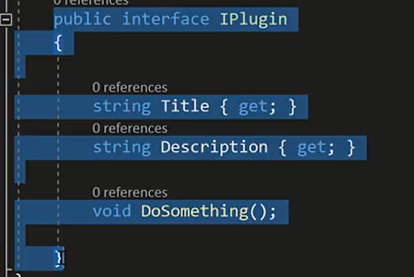 0 references
public interface IPlugin
{
0 references
string Title { get; }
0 references
string Description { get; }
0 references
void DoSomething();
}
}